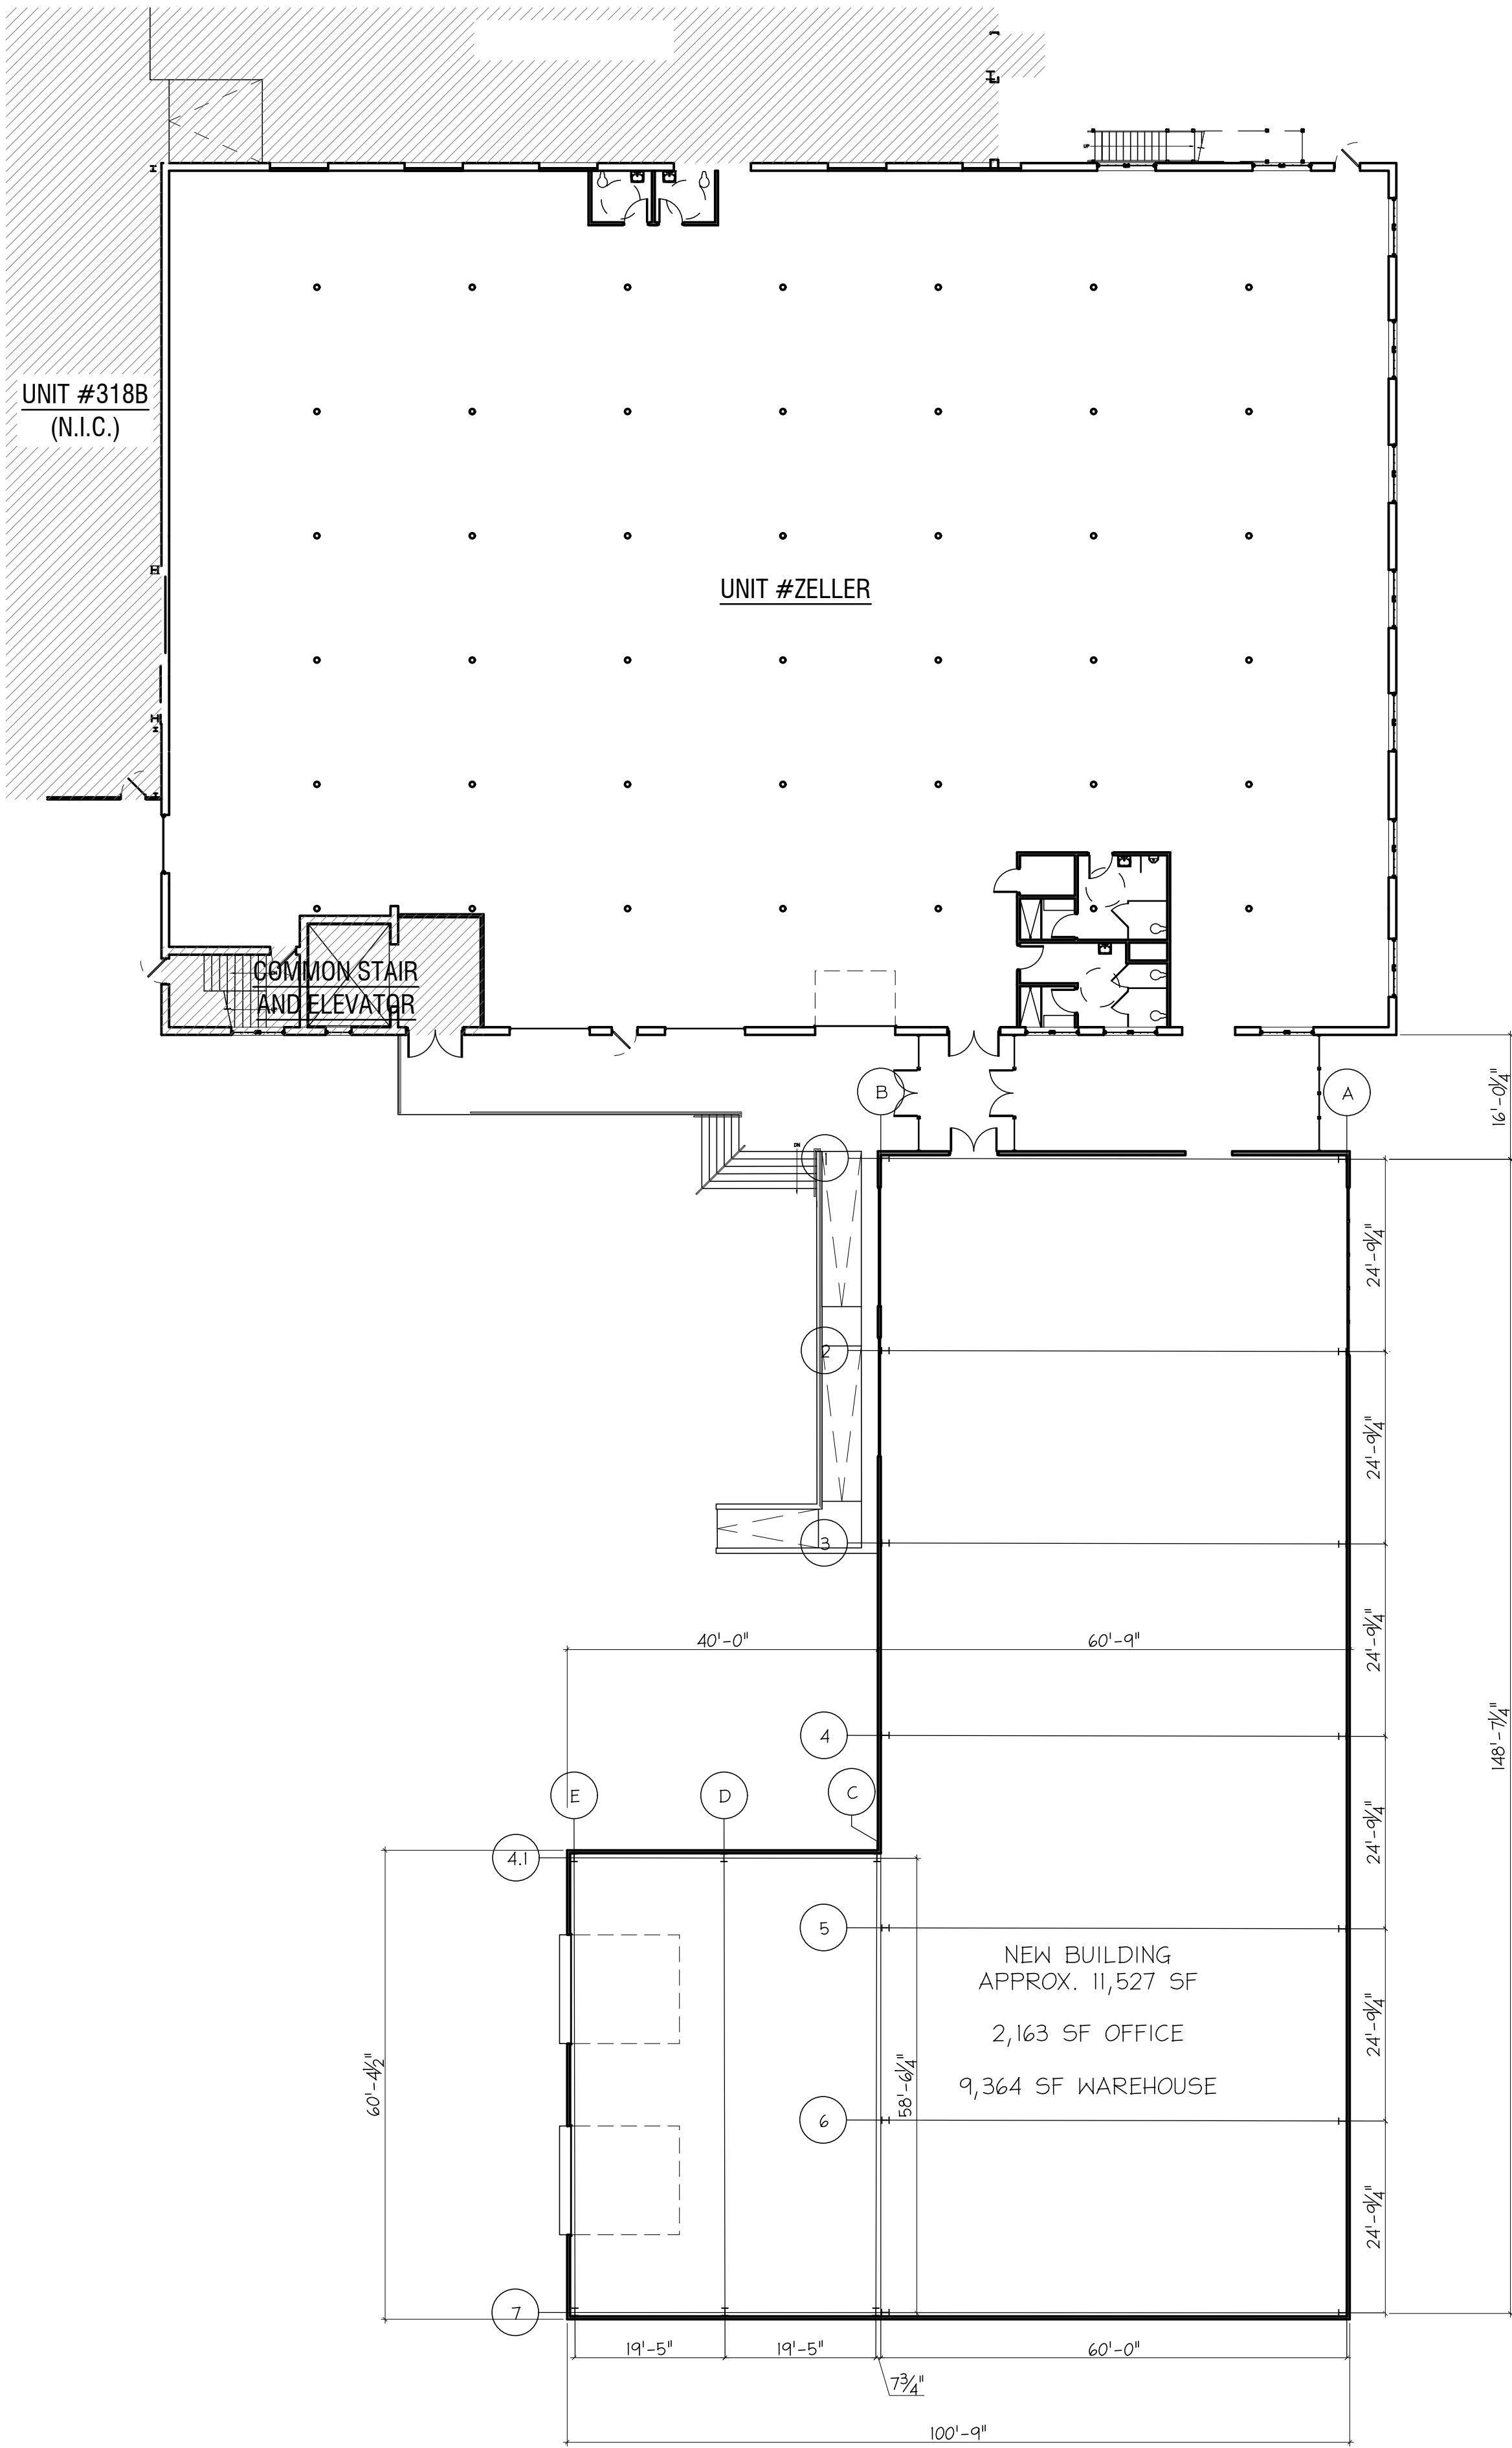 UP
UNIT #318B
(N.I.C.)
UNIT #ZELLER
COMMON STAIR
AND ELEVATOR
B
A
16'-0¼"
DN
1
24'-9¼"
2
24'-9¼"
3
24'-9¼"
40'-0"
60'-9"
4
148'-7¼"
E
D
C
24'-9¼"
4.1
5
NEW BUILDING
APPROX. 11,527 SF
2,163 SF OFFICE
9,364 SF WAREHOUSE
24'-9¼"
60'-4½"
58'-6¼"
6
24'-9¼"
7
19'-5"
19'-5"
60'-0"
7¾"
100'-9"